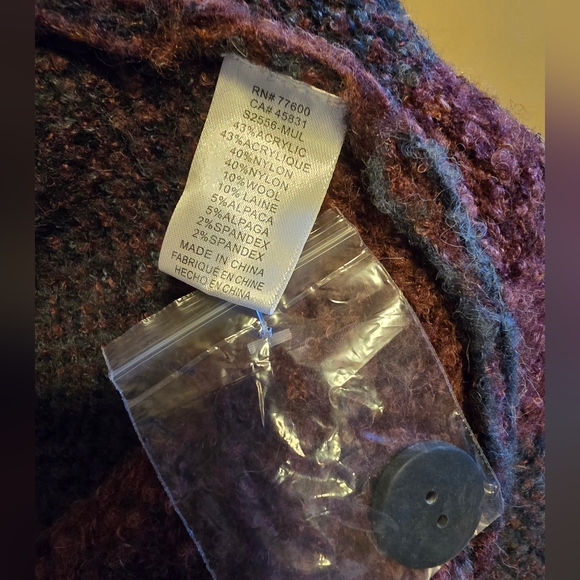 RN# 77600
CA# 45831
S2556-MUL
43%ACRYLIC
43%ACRYLIQUE
40%NYLON
40%NYLON
10%WOOL
10%LAINE
5%ALPACA
5%ALPAGA
2%SPANDEX
2%SPANDEX
MADE IN CHINA
FABRIQUE EN CHINE
HECHO EN CHINA